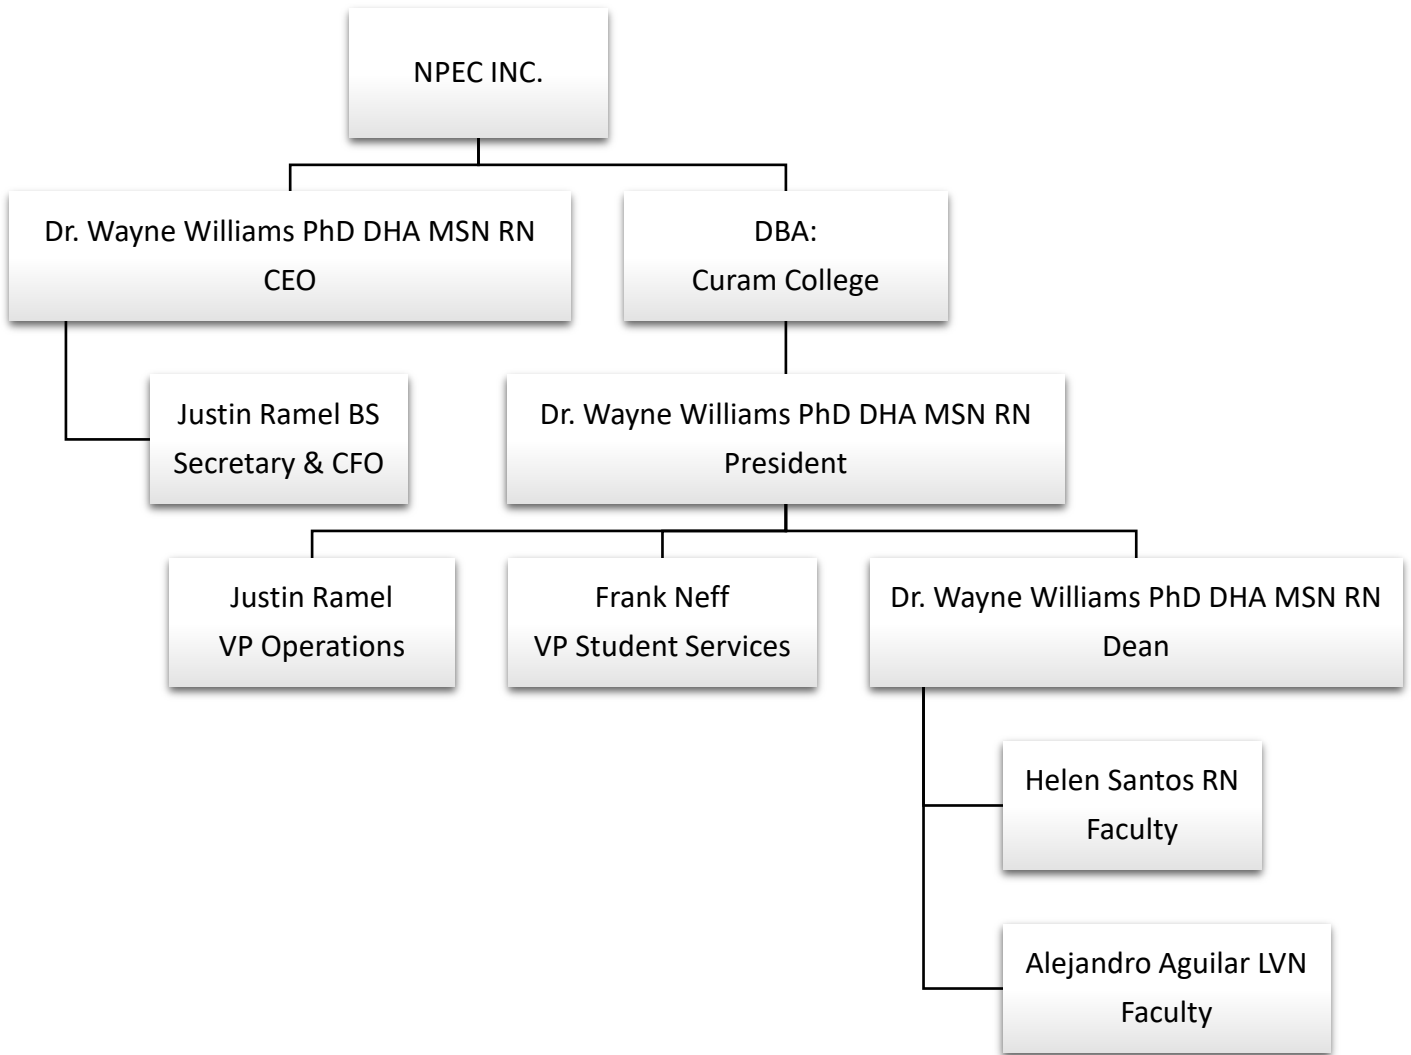 NPEC INC.
Dr. Wayne Williams PhD DHA MSN RN
CEO
DBA:
Curam College
Justin Ramel BS
Secretary & CFO
Dr. Wayne Williams PhD DHA MSN RN
President
Justin Ramel
VP Operations
Frank Neff
VP Student Services
Dr. Wayne Williams PhD DHA MSN RN
Dean
Helen Santos RN
Faculty
Alejandro Aguilar LVN
Faculty